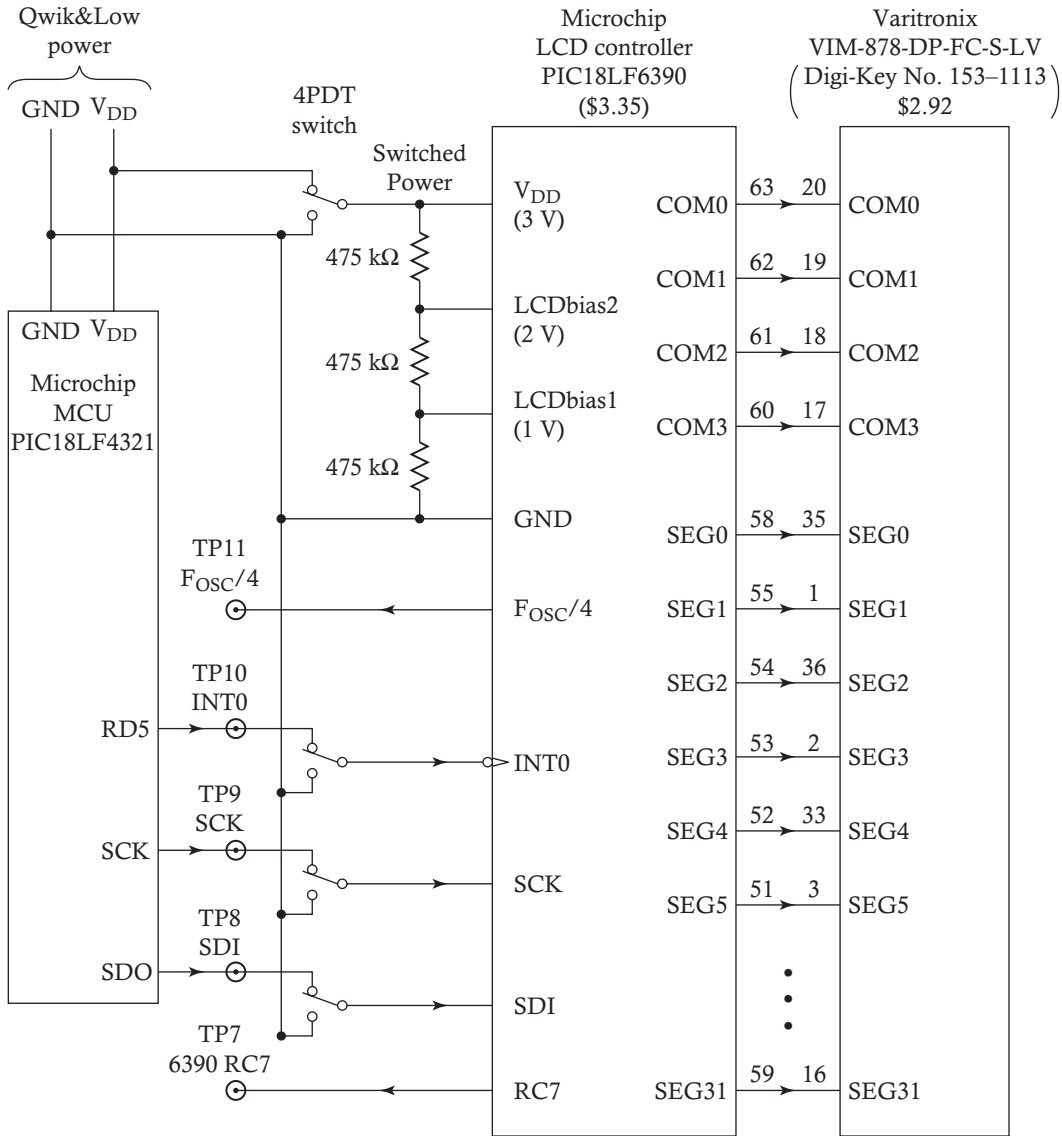 Qwik&Low
power
GND VDD
4PDT
switch
Switched
Power
Microchip
LCD controller
PIC18LF6390
($3.35)
Varitronix
VIM-878-DP-FC-S-LV
(Digi-Key No. 153–1113)
$2.92
GND VDD
Microchip
MCU
PIC18LF4321
RD5
SCK
SDO
475 kΩ
475 kΩ
475 kΩ
TP11
FOSC/4
TP10
INT0
TP9
SCK
TP8
SDI
TP7
6390 RC7
VDD
(3 V)
LCDbias2
(2 V)
LCDbias1
(1 V)
GND
FOSC/4
INT0
SCK
SDI
RC7
COM0 63 20 COM0
COM1 62 19 COM1
COM2 61 18 COM2
COM3 60 17 COM3
SEG0 58 35 SEG0
SEG1 55 1 SEG1
SEG2 54 36 SEG2
SEG3 53 2 SEG3
SEG4 52 33 SEG4
SEG5 51 3 SEG5
SEG31 59 16 SEG31